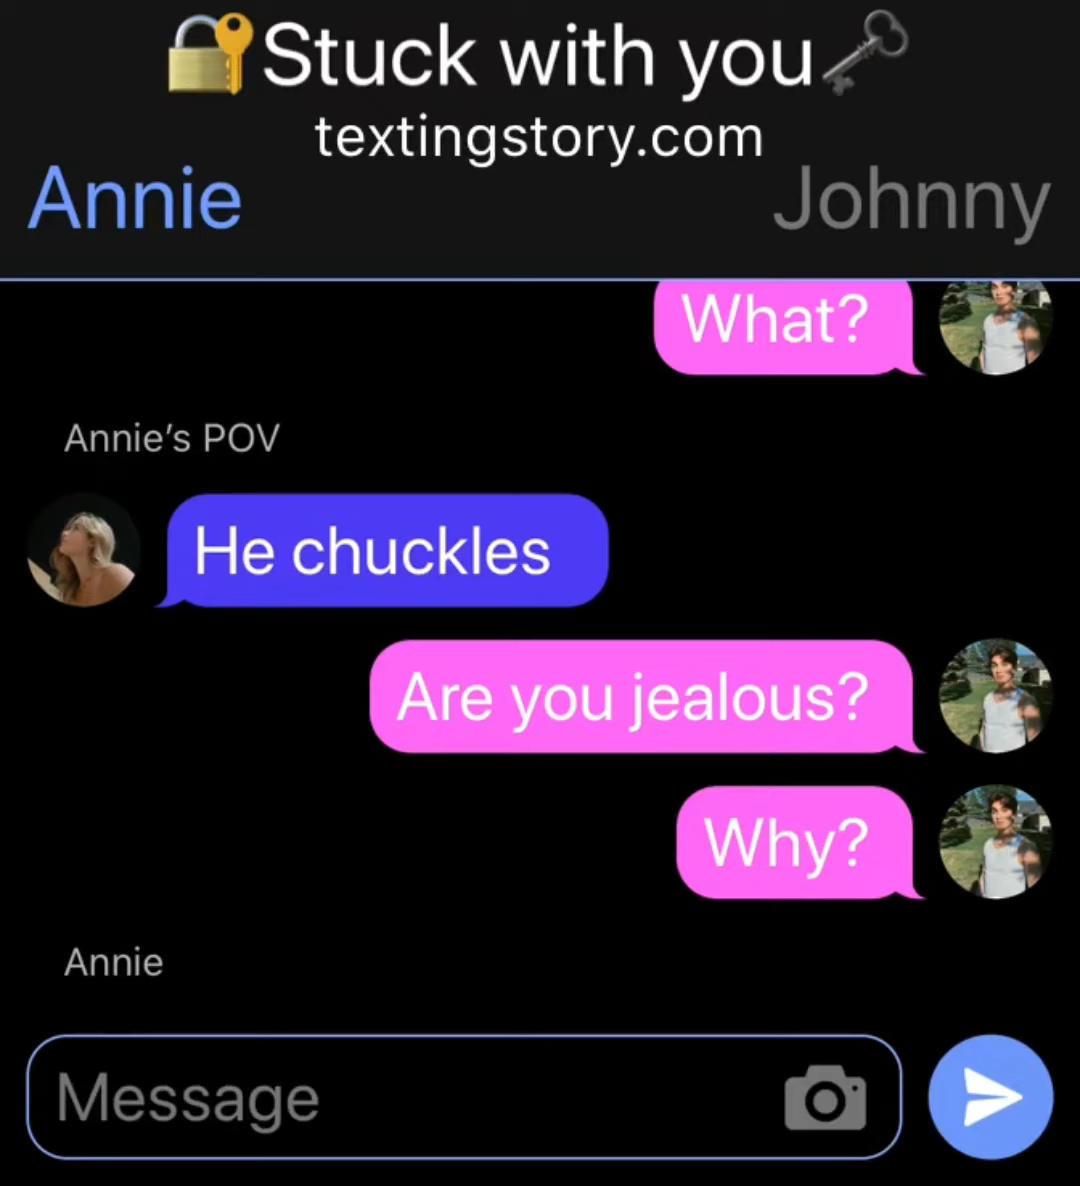 🔐Stuck with you🗝
textingstory.com
Annie
Johnny
What?
Annie’s POV
He chuckles
Are you jealous?
Why?
Annie
Message